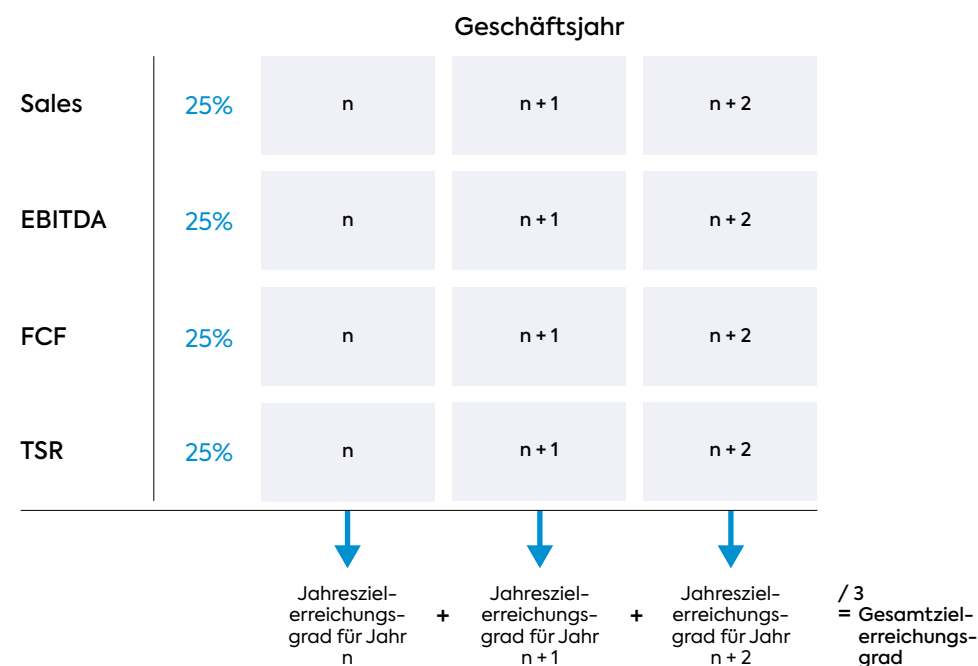 Geschäftsjahr
Sales 25% n n + 1 n + 2
EBITDA 25% n n + 1 n + 2
FCF 25% n n + 1 n + 2
TSR 25% n n + 1 n + 2
Jahresziel-
erreichungs-
grad für Jahr
n
+
Jahresziel-
erreichungs-
grad für Jahr
n + 1
+
Jahresziel-
erreichungs-
grad für Jahr
n + 2
/ 3
= Gesamtziel-
erreichungs-
grad